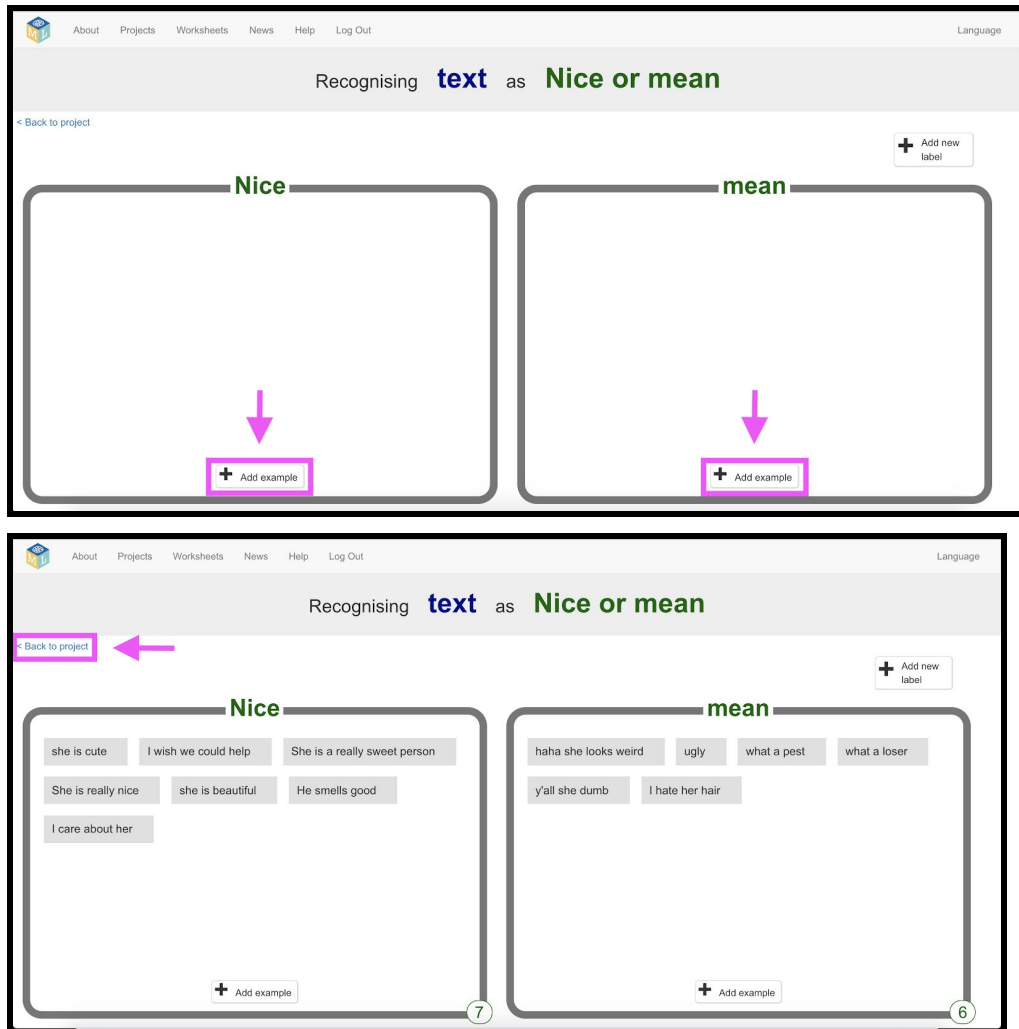 About Projects Worksheets News Help Log Out Language
Recognising text as Nice or mean
< Back to project
+ Add new label
Nice mean
+ Add example + Add example
About Projects Worksheets News Help Log Out Language
Recognising text as Nice or mean
< Back to project
+ Add new label
Nice mean
she is cute I wish we could help She is a really sweet person haha she looks weird ugly what a pest what a loser
She is really nice she is beautiful He smells good y'all she dumb I hate her hair
I care about her
+ Add example + Add example
7 6